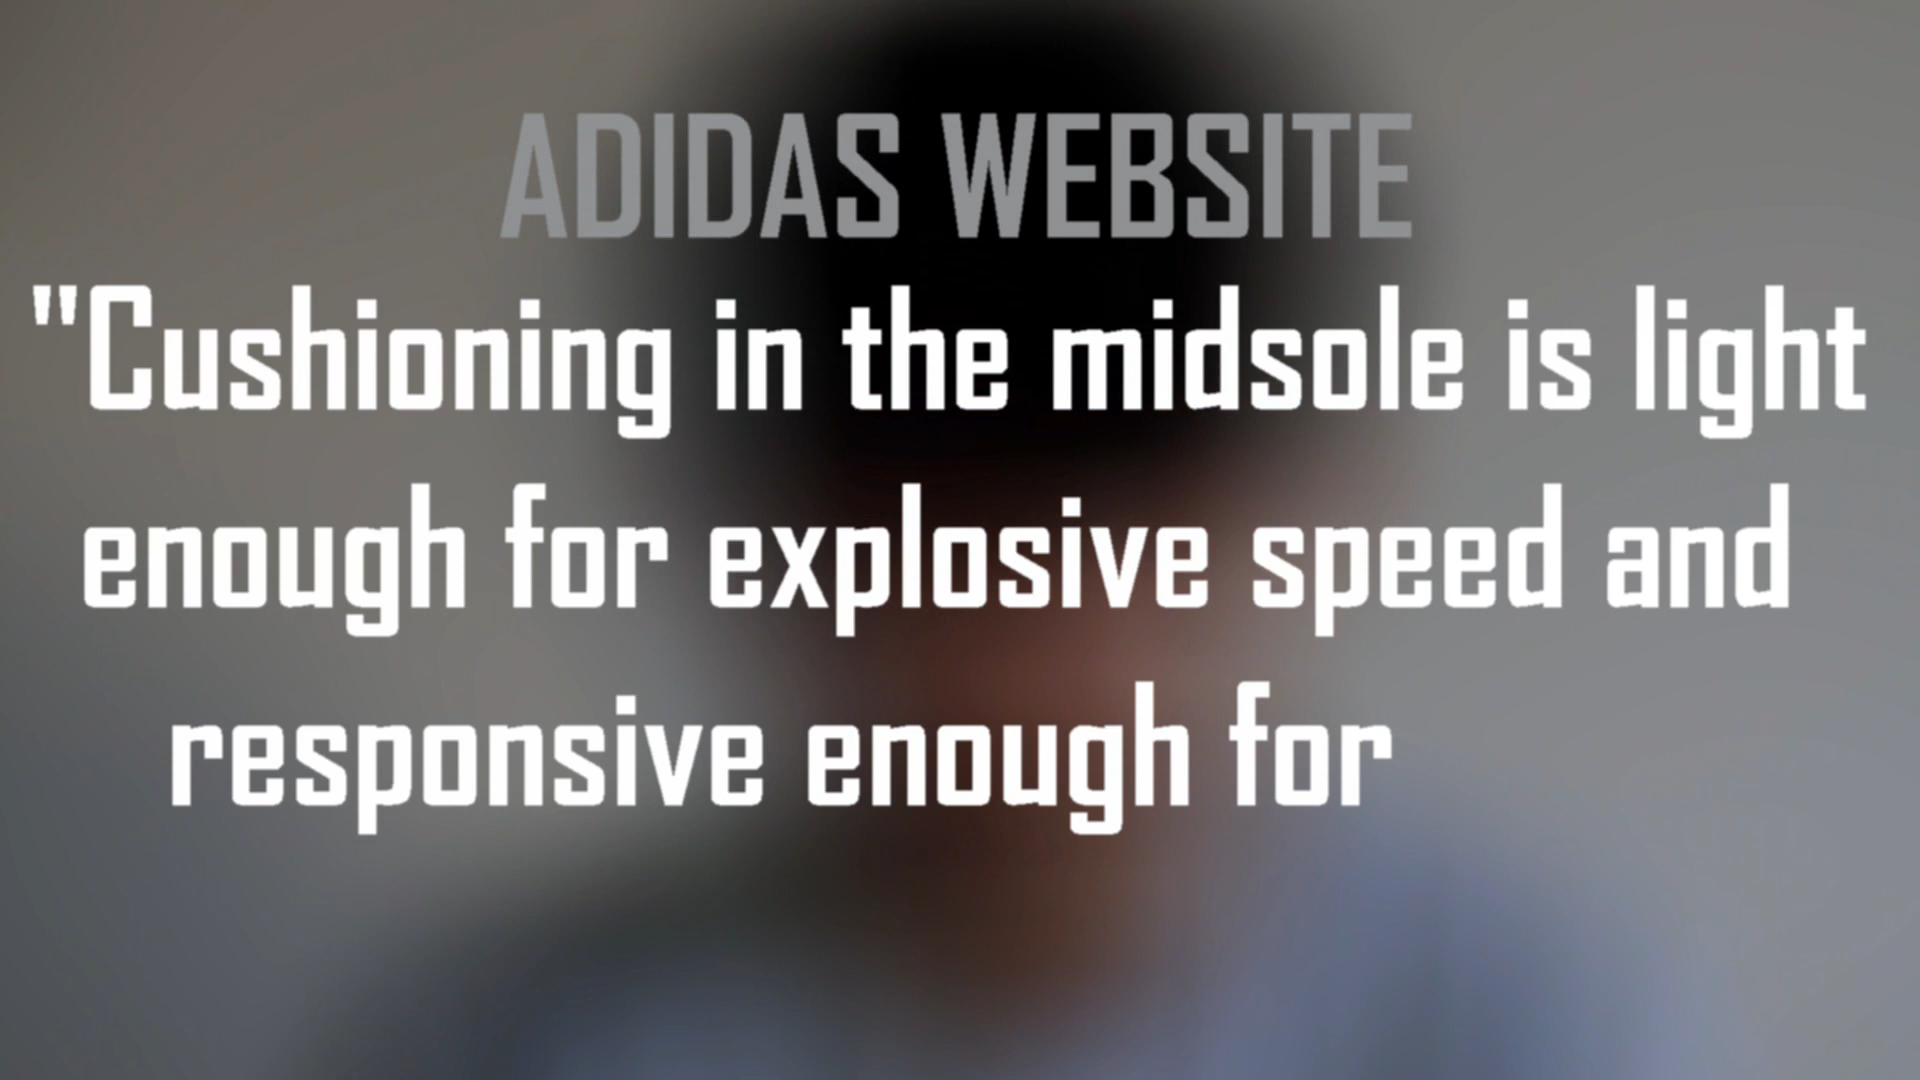 ADIDAS WEBSITE
"Cushioning in the midsole is light
enough for explosive speed and
responsive enough for